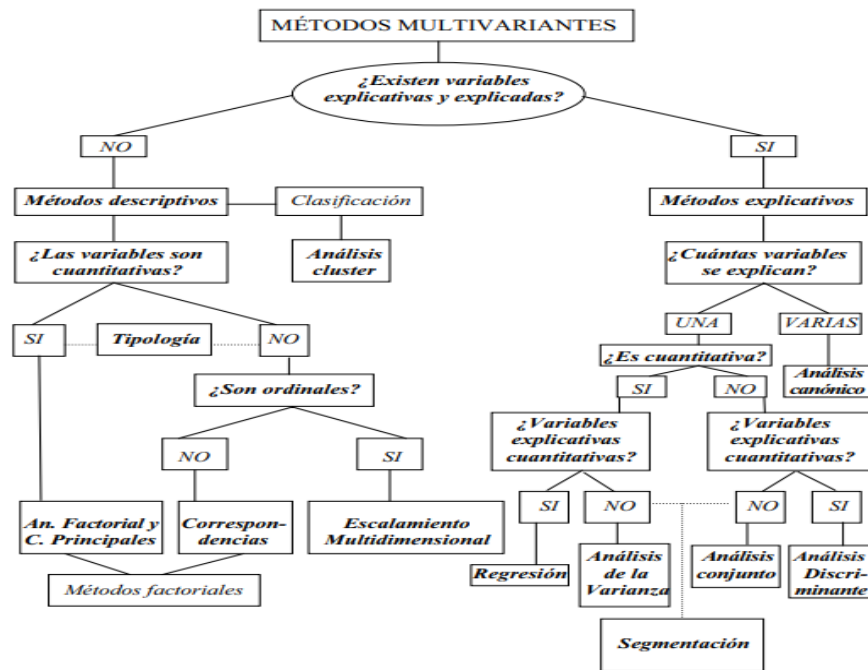 MÉTODOS MULTIVARIANTES
¿Existen variables
explicativas y explicadas?
NO
SI
Métodos descriptivos
Clasificación
Métodos explicativos
¿Las variables son
cuantitativas?
Análisis
cluster
¿Cuántas variables
se explican?
SI
Tipología
NO
UNA
VARIAS
¿Es cuantitativa?
Análisis
canónico
¿Son ordinales?
SI
NO
¿Variables
explicativas
cuantitativas?
¿Variables
explicativas
cuantitativas?
NO
SI
SI
NO
NO
SI
An. Factorial y
C. Principales
Correspon-
dencias
Escalamiento
Multidimensional
Regresión
Análisis
de la
Varianza
Análisis
conjunto
Análisis
Discri-
minante
Métodos factoriales
Segmentación